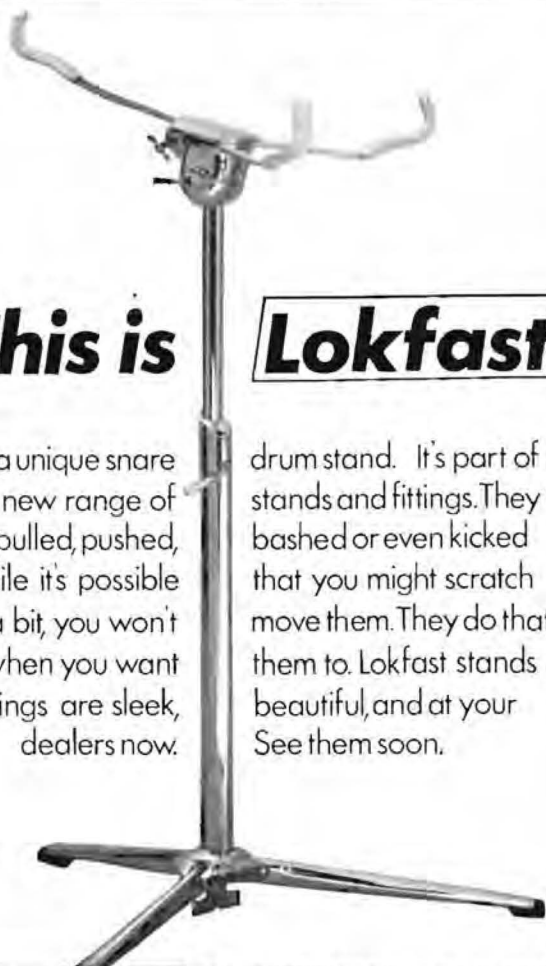 his is Lokfast
a unique snare drum stand. It's part of
new range of stands and fittings. They
pulled, pushed, bashed or even kicked
ile it's possible that you might scratch
a bit, you won't move them. They do that
when you want them to. Lokfast stands
ings are sleek, beautiful, and at your
dealers now. See them soon.